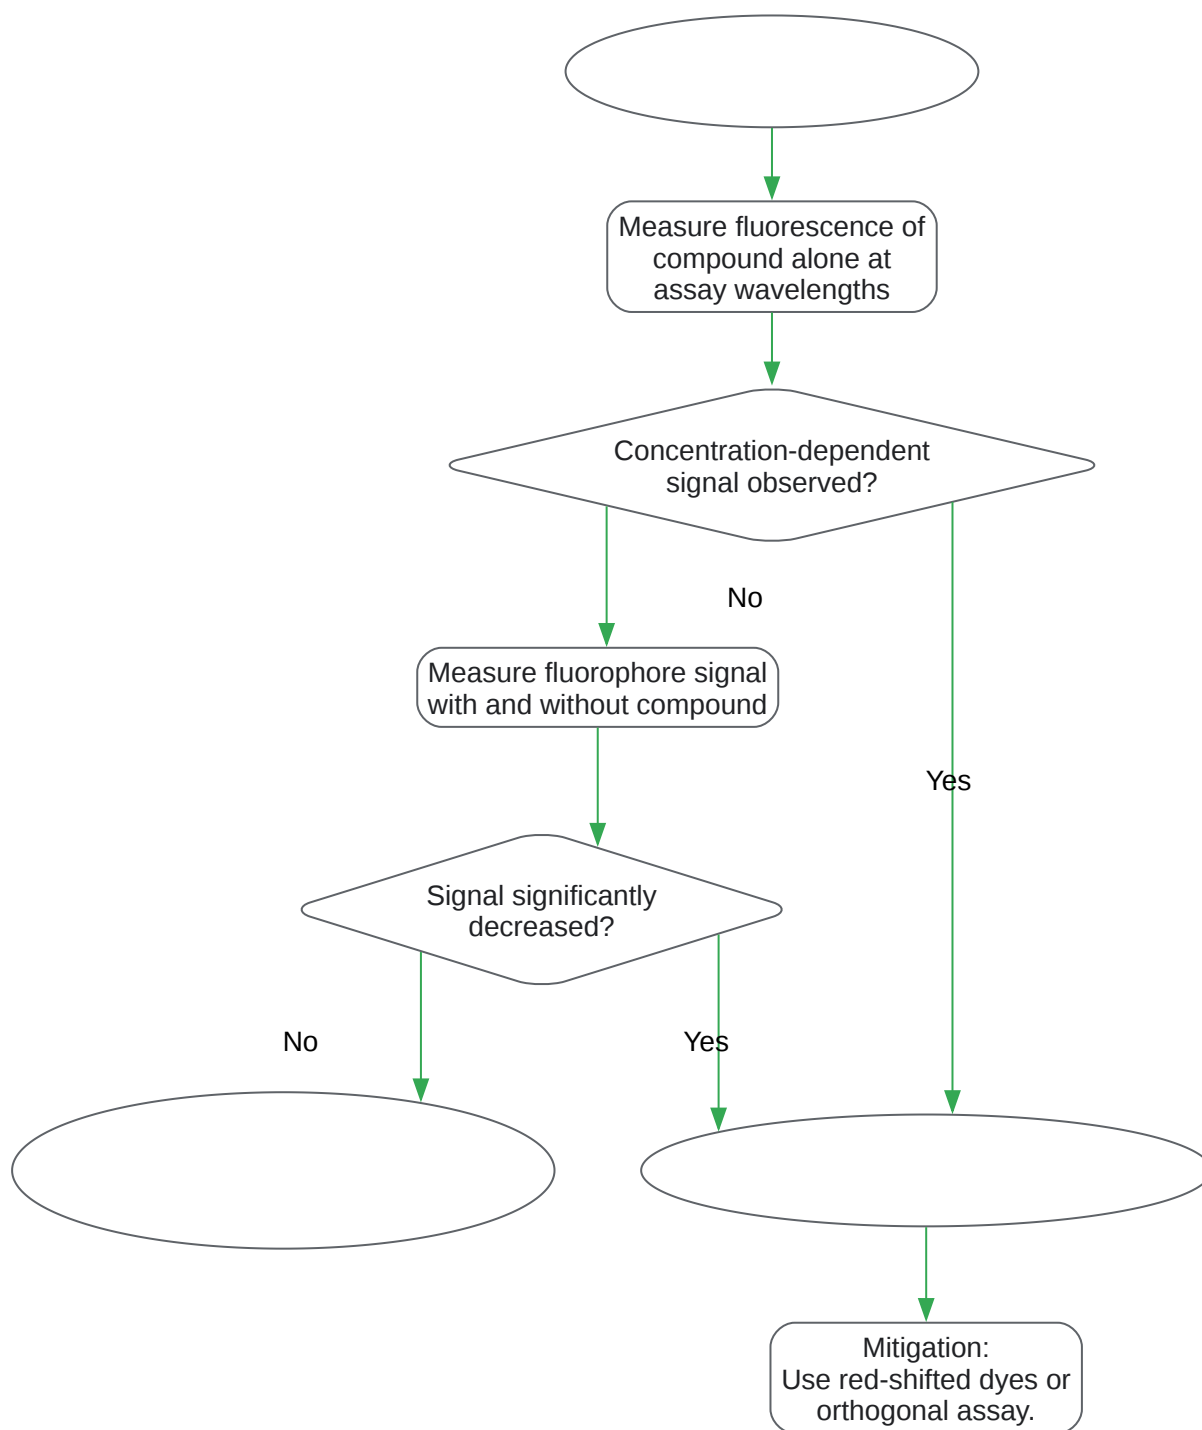 Measure fluorescence of
compound alone at
assay wavelengths
Concentration-dependent
signal observed?
No
Measure fluorophore signal
with and without compound
Yes
Signal significantly
decreased?
No
Yes
Mitigation:
Use red-shifted dyes or
orthogonal assay.